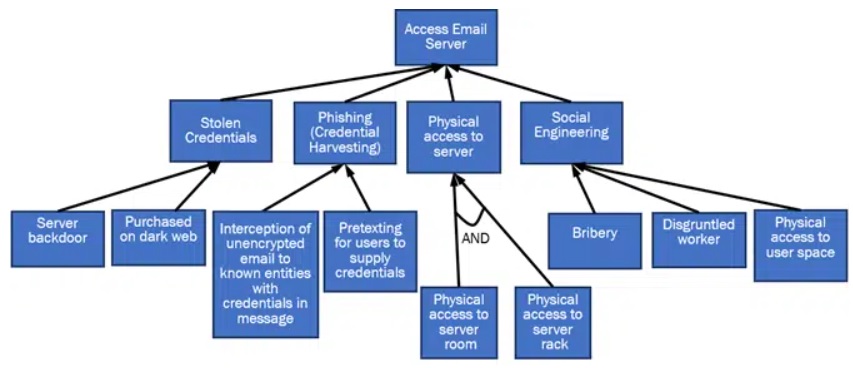 Access Email
Server
Stolen
Credentials
Phishing
(Credential
Harvesting)
Physical
access to
server
Social
Engineering
Server
backdoor
Purchased
on dark web
Interception of
unencrypted
email to
known entities
with
credentials in
message
Pretexting
for users to
supply
credentials
AND
Physical
access to
server
room
Physical
access to
server
rack
Bribery
Disgruntled
worker
Physical
access to
user space